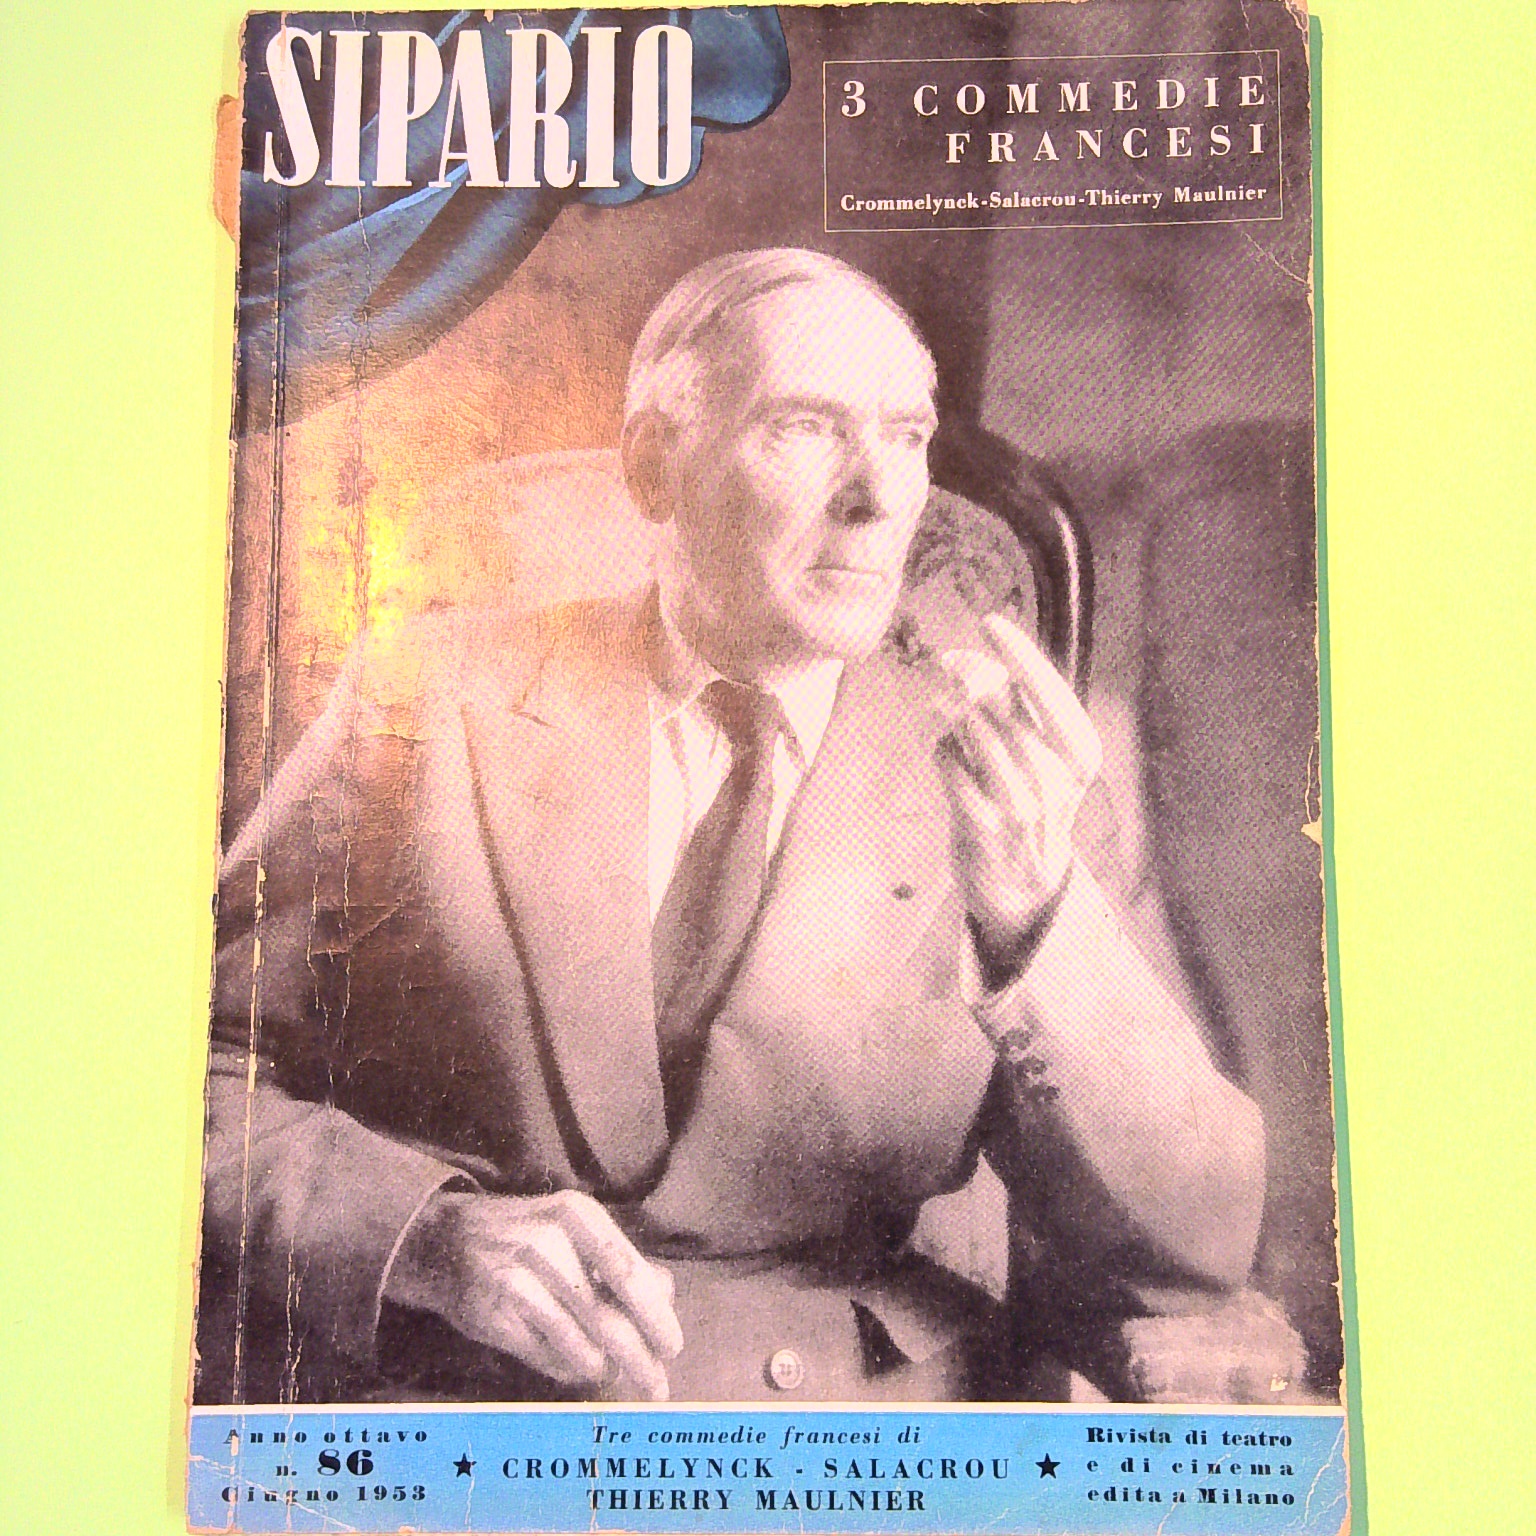 SIPARIO
3 COMMEDIE
FRANCESI
Crommelynck-Salacrou-Thierry Maulnier
Anno ottavo
n. 86
Giugno 1953
Tre commedie francesi di
★ CROMMELYNCK - SALACROU ★
THIERRY MAULNIER
Rivista di teatro
e di cinema
edita a Milano